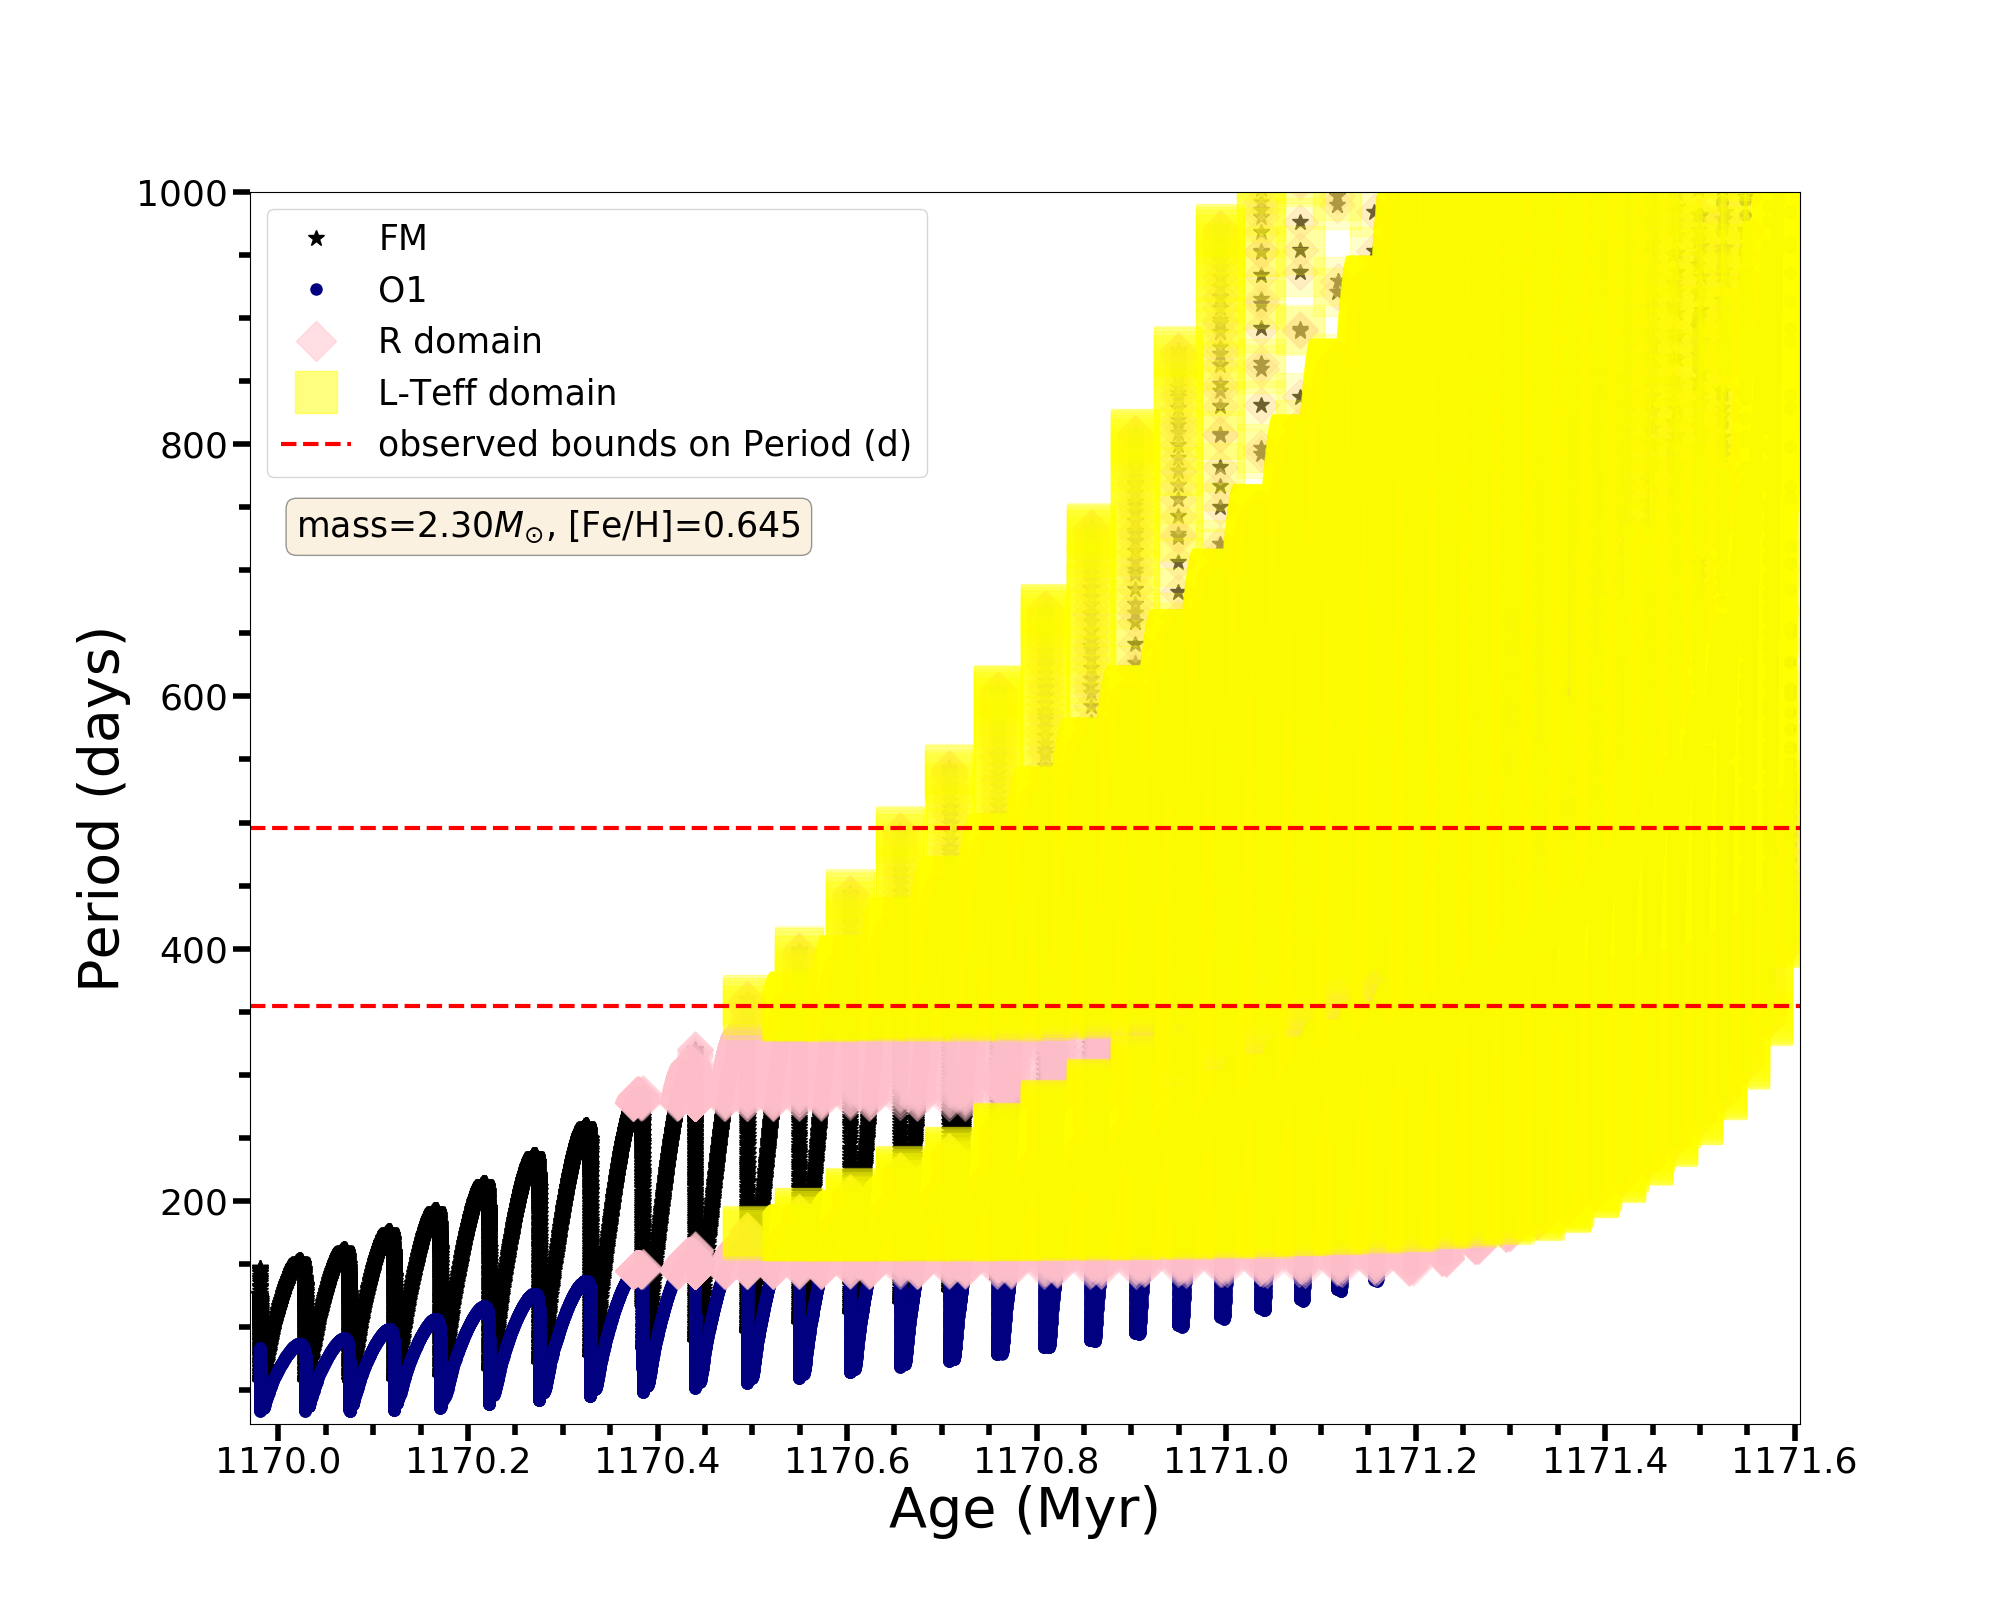 1000
800
600
400
200
Period (days)
FM
O1
R domain
L-Teff domain
observed bounds on Period (d)
mass=2.30M⊙, [Fe/H]=0.645
1170.0 1170.2 1170.4 1170.6 1170.8 1171.0 1171.2 1171.4 1171.6
Age (Myr)